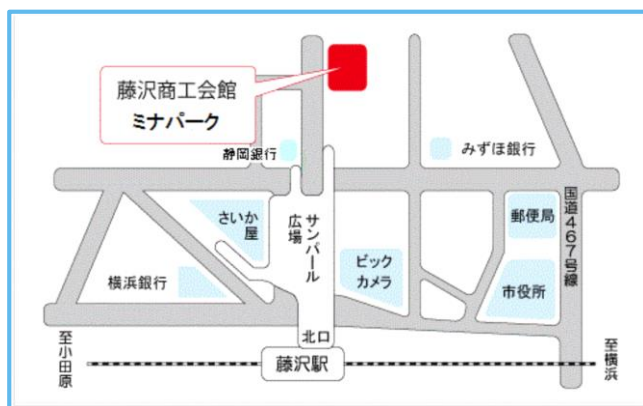 藤沢商工会館
ミナパーク
静岡銀行
みずほ銀行
さいか
屋
サンパール
広場
ビック
カメラ
郵便局
市役所
国道467号線
横浜銀行
北口
藤沢駅
至小田原
至横浜